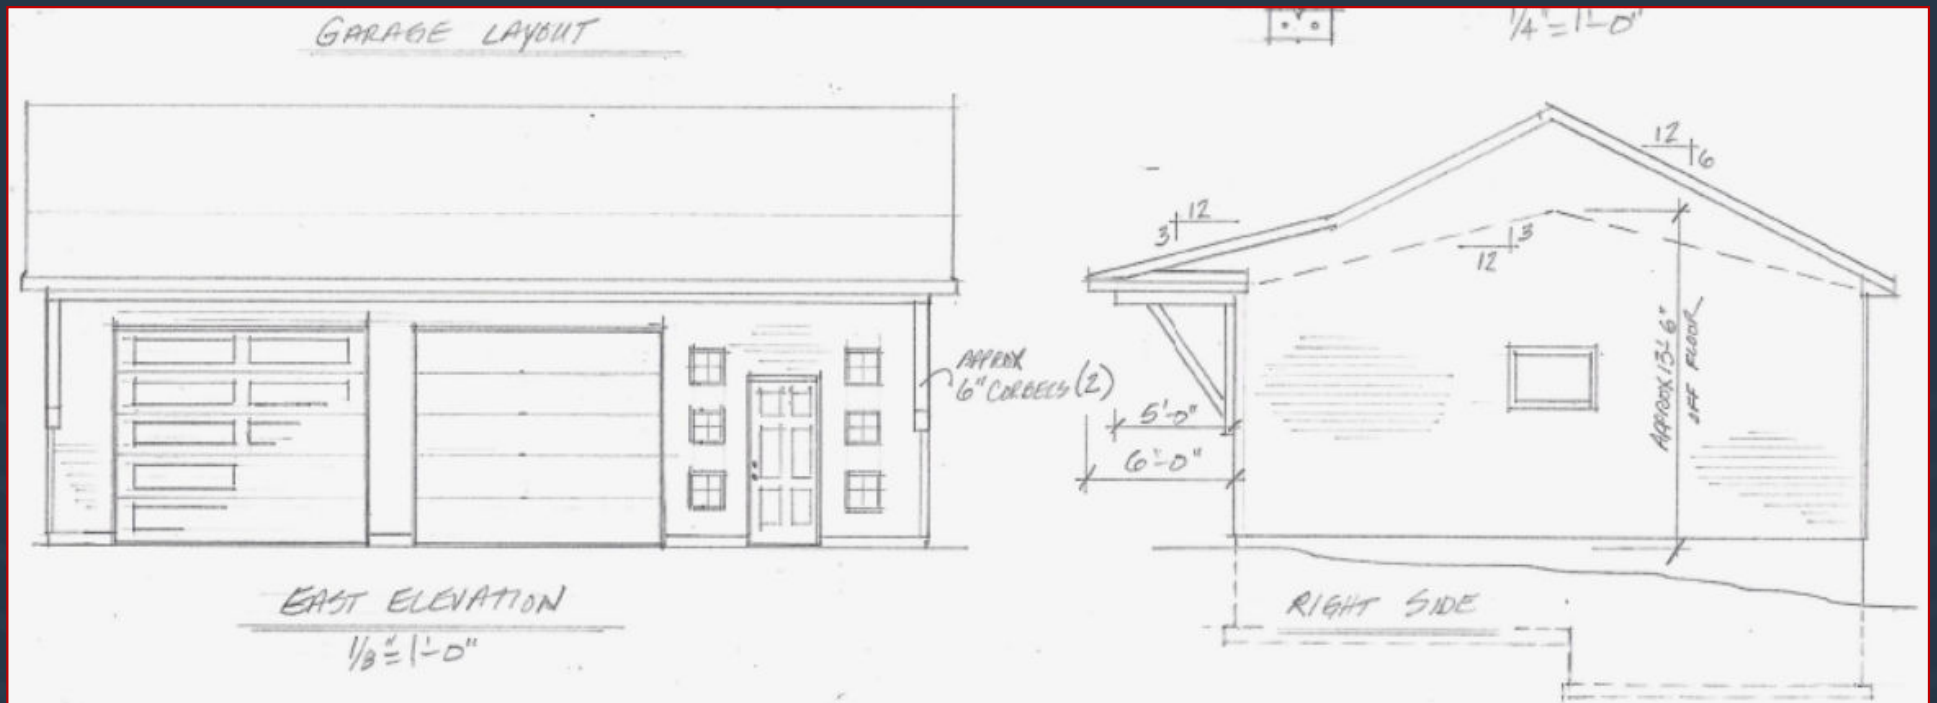 GARAGE LAYOUT
1/4" = 1'-0"
12
6
12
3
3
12
APPROX 13'-6"
OFF FLOOR
APPROX
6" CORBELS (2)
5'-0"
6'-0"
EAST ELEVATION
1/8" = 1'-0"
RIGHT SIDE